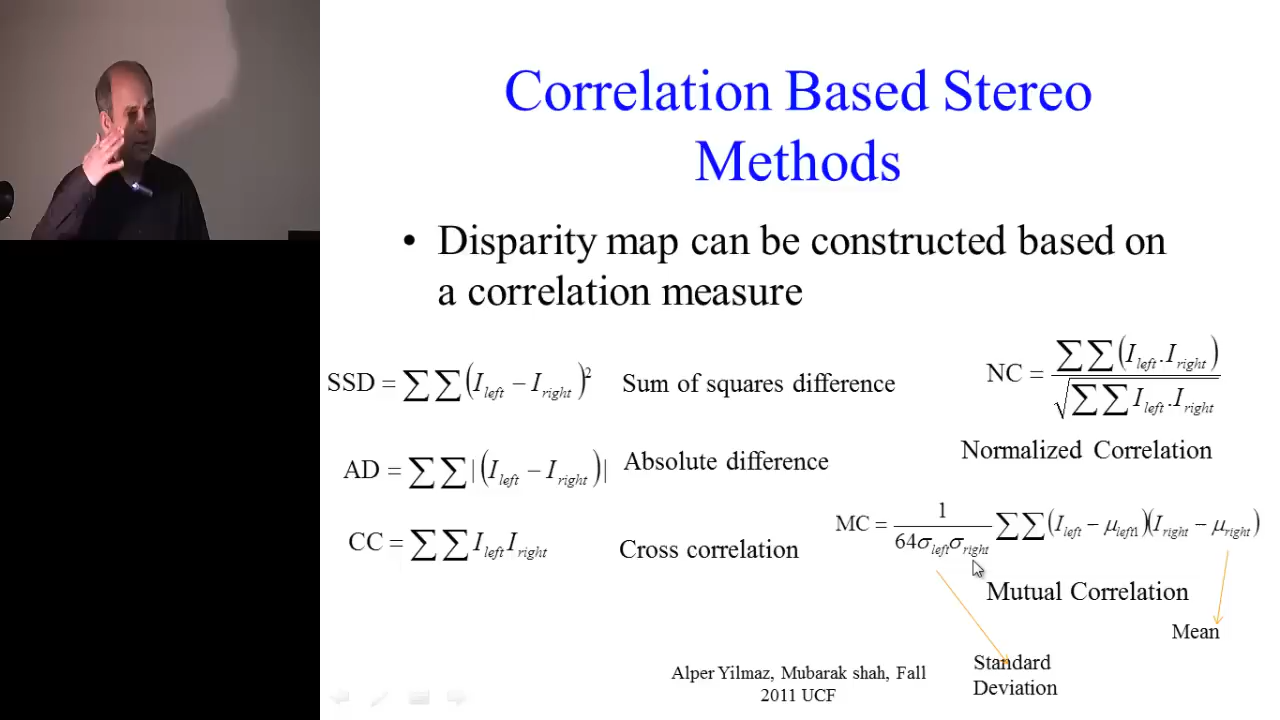 Correlation Based Stereo
Methods
• Disparity map can be constructed based on
a correlation measure
SSD = ∑∑(I_left − I_right)² Sum of squares difference
NC = ∑∑(I_left . I_right) / √(∑∑ I_left . I_right)
Normalized Correlation
AD = ∑∑|(I_left − I_right)| Absolute difference
CC = ∑∑ I_left I_right Cross correlation
MC = 1 / (64σ_left σ_right) ∑∑(I_left − μ_left1)(I_right − μ_right)
Mutual Correlation
Mean
Standard
Deviation
Alper Yilmaz, Mubarak shah, Fall
2011 UCF